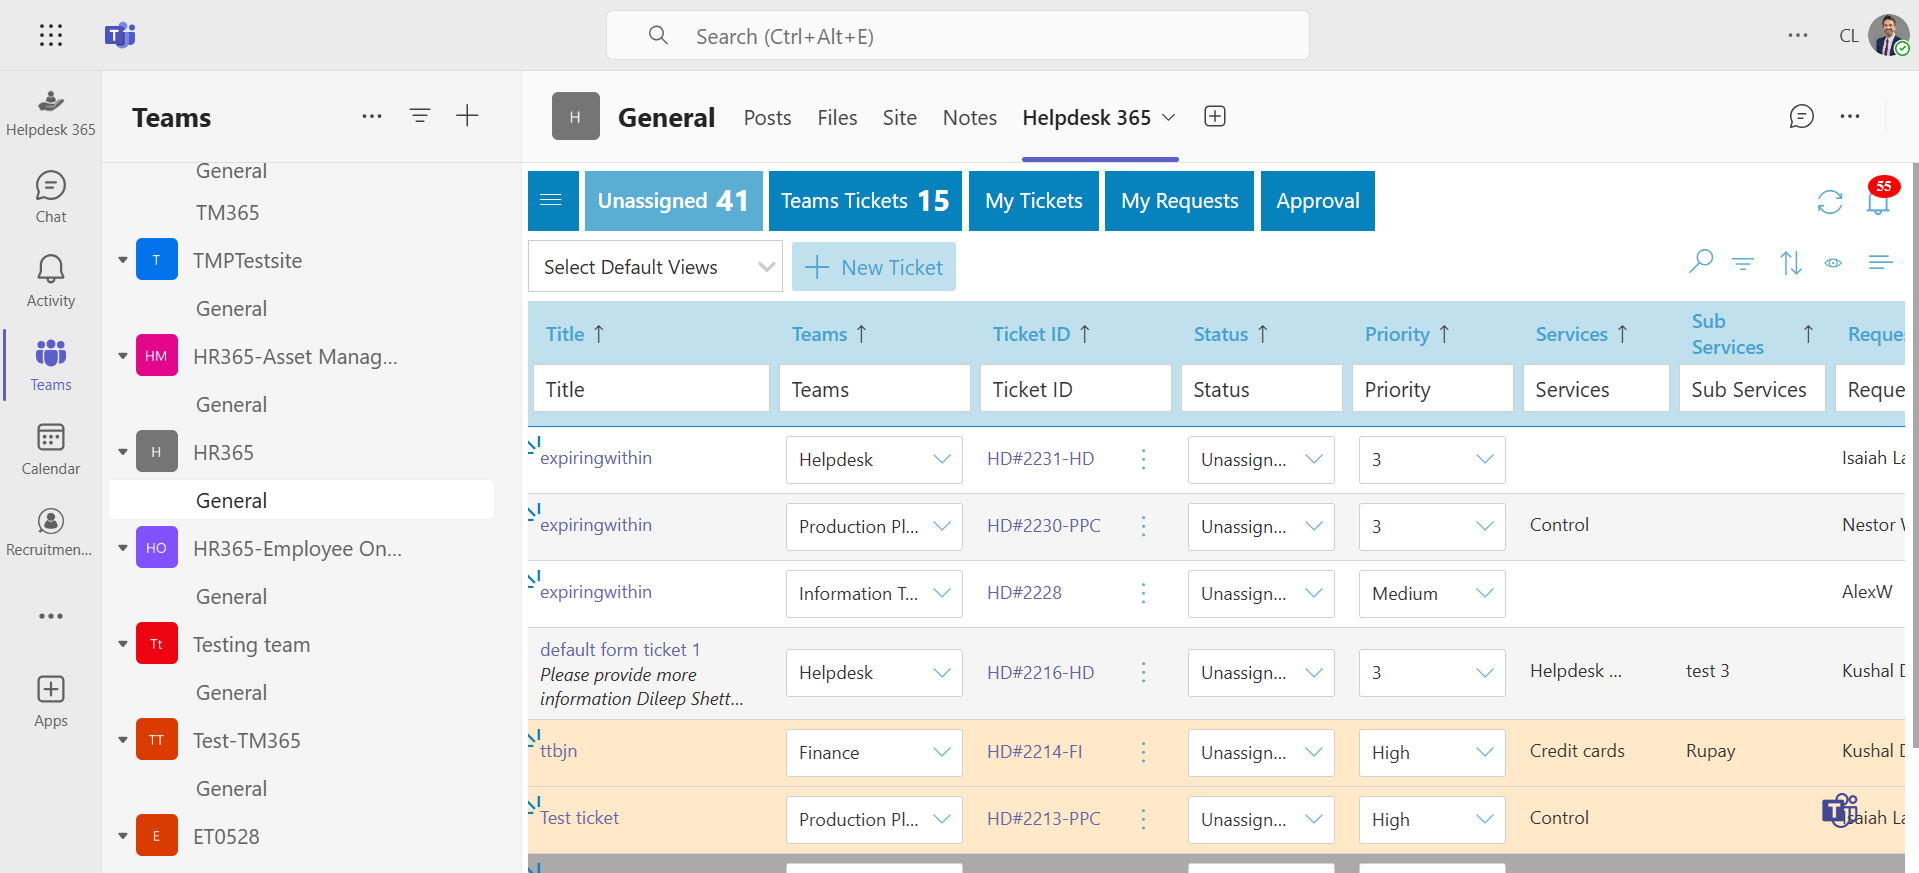 Search (Ctrl+Alt+E)
CL
Helpdesk 365
Chat
Activity
Teams
Calendar
Recruitmen...
Apps
Teams
General
TM365
T
TMPTestsite
General
HM
HR365-Asset Manag...
General
H
HR365
General
HO
HR365-Employee On...
General
Tt
Testing team
General
TT
Test-TM365
General
E
ET0528
H
General
Posts
Files
Site
Notes
Helpdesk 365
Unassigned 41
Teams Tickets 15
My Tickets
My Requests
Approval
55
Select Default Views
New Ticket
Title
Teams
Ticket ID
Status
Priority
Services
Sub Services
Reques
Title
Teams
Ticket ID
Status
Priority
Services
Sub Services
Reque
expiringwithin Helpdesk HD#2231-HD Unassign... 3 Isaiah La
expiringwithin Production Pl... HD#2230-PPC Unassign... 3 Control Nestor W
expiringwithin Information T... HD#2228 Unassign... Medium AlexW
default form ticket 1
Please provide more
information Dileep Shett...
Helpdesk HD#2216-HD Unassign... 3 Helpdesk ... test 3 Kushal D
ttbjn Finance HD#2214-FI Unassign... High Credit cards Rupay Kushal D
Test ticket Production Pl... HD#2213-PPC Unassign... High Control Isaiah La